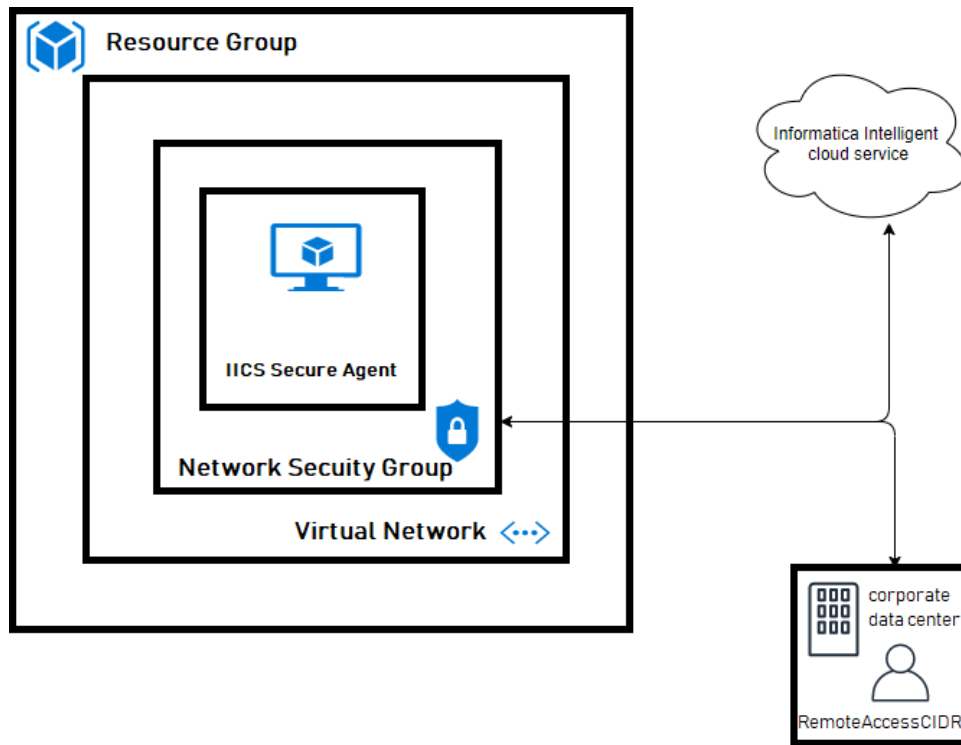 Resource Group
Informatica Intelligent
cloud service
IICS Secure Agent
Network Secuity Group
Virtual Network
corporate
data center
RemoteAccessCIDR